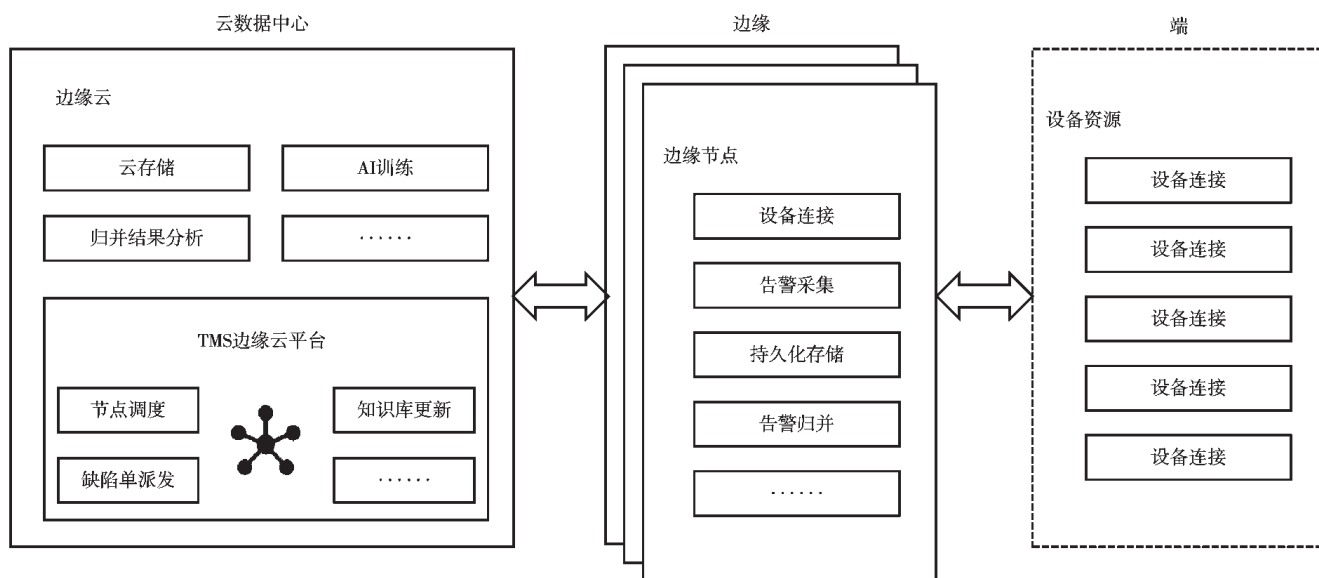 云数据中心
边缘云
云存储
AI训练
归并结果分析
······
TMS边缘云平台
节点调度
知识库更新
缺陷单派发
······
边缘
边缘节点
设备连接
告警采集
持久化存储
告警归并
······
端
设备资源
设备连接
设备连接
设备连接
设备连接
设备连接